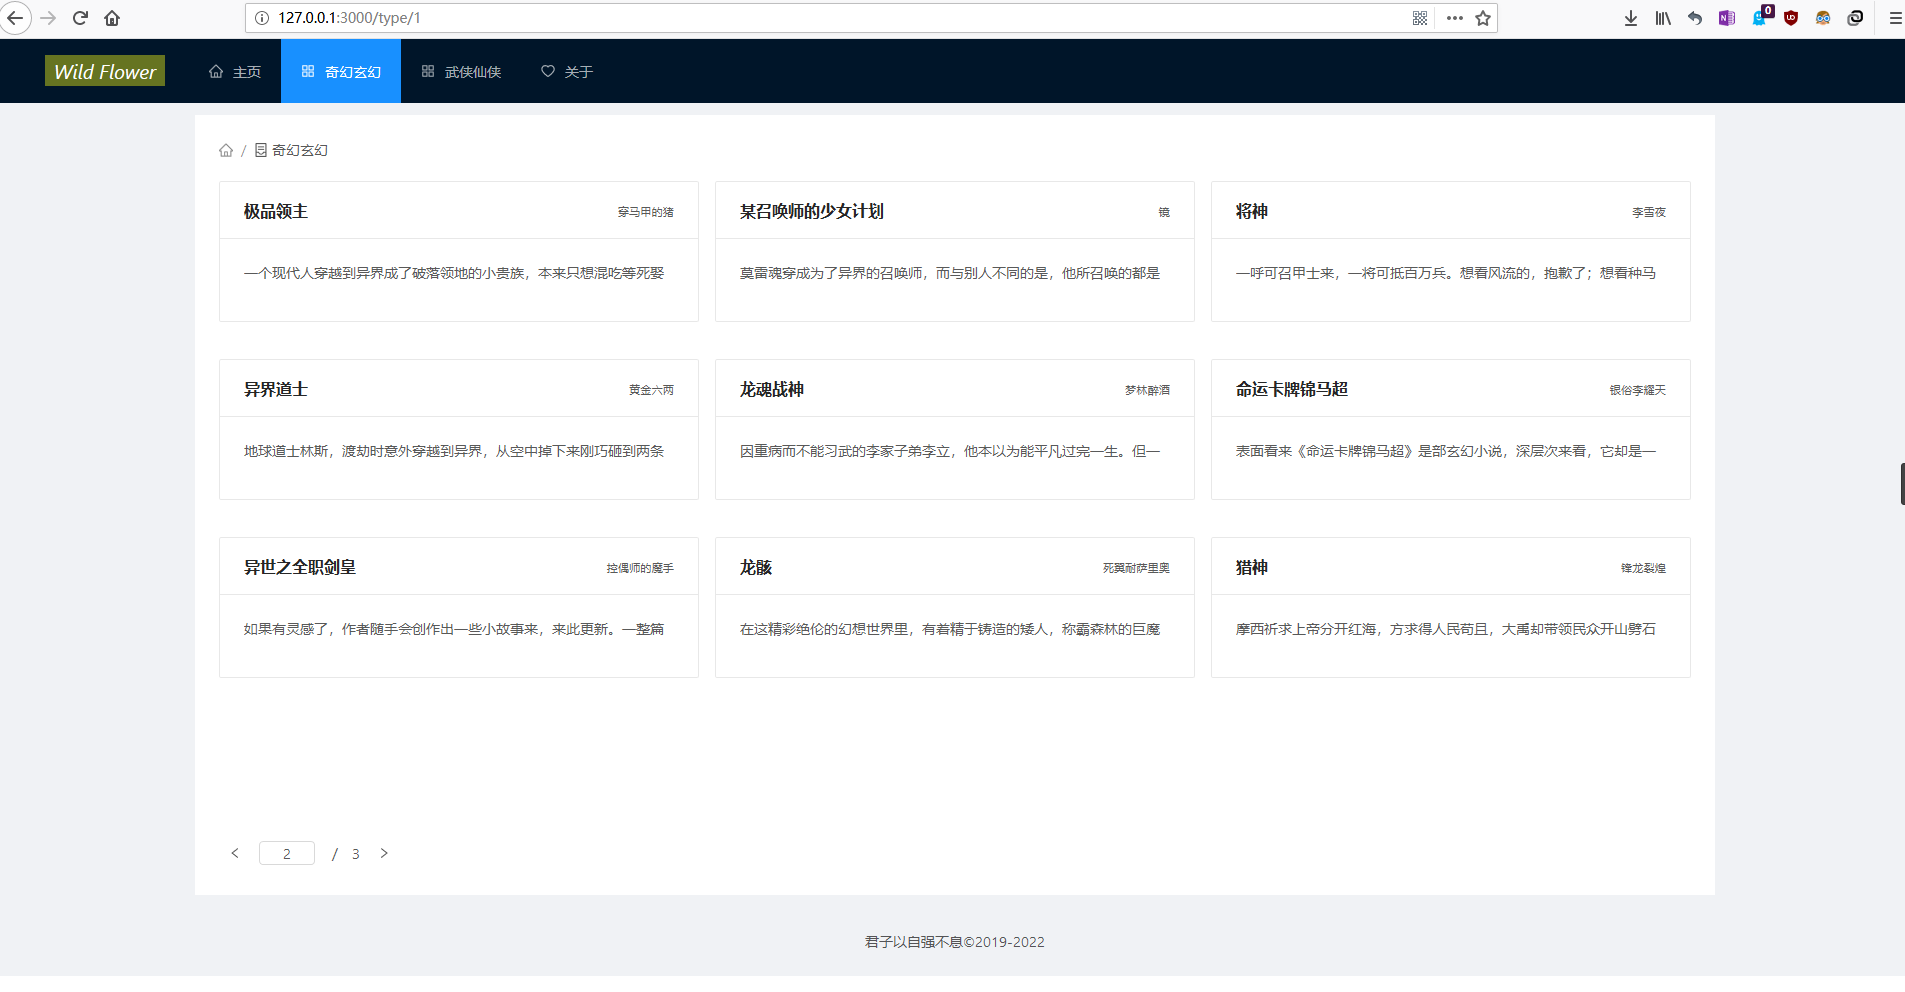 127.0.0.1:3000/type/1
0
Wild Flower 主页 奇幻玄幻 武侠仙侠 关于
/ 奇幻玄幻
极品领主 穿马甲的猪
一个现代人穿越到异界成了破落领地的小贵族，本来只想混吃等死娶
某召唤师的少女计划 镜
莫雷魂穿成为了异界的召唤师，而与别人不同的是，他所召唤的都是
将神 李雪夜
一呼可召甲士来，一将可抵百万兵。想看风流的，抱歉了；想看种马
异界道士 黄金六两
地球道士林斯，渡劫时意外穿越到异界，从空中掉下来刚巧砸到两条
龙魂战神 梦林醉酒
因重病而不能习武的李家子弟李立，他本以为能平凡过完一生。但一
命运卡牌锦马超 银俗李耀天
表面看来《命运卡牌锦马超》是部玄幻小说，深层次来看，它却是一
异世之全职剑皇 控偶师的魔手
如果有灵感了，作者随手会创作出一些小故事来，来此更新。一整篇
龙骸 死翼耐萨里奥
在这精彩绝伦的幻想世界里，有着精于铸造的矮人，称霸森林的巨魔
猎神 锋龙裂煌
摩西祈求上帝分开红海，方求得人民苟且，大禹却带领民众开山劈石
< 2 / 3 >
君子以自强不息©2019-2022